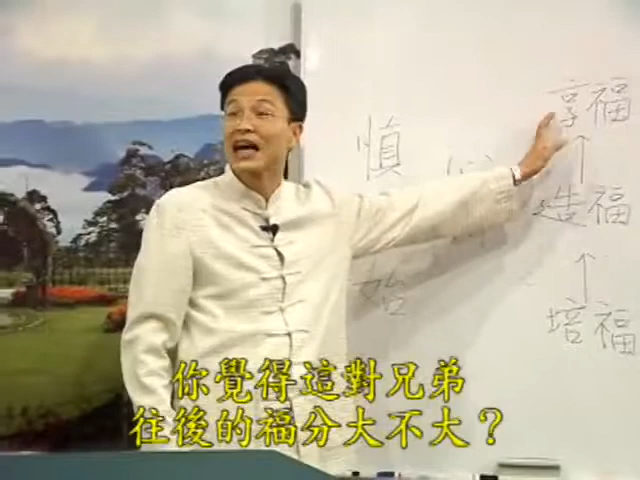 享福
造福
培福
慎
始
你覺得這對兄弟
往後的福分大不大？